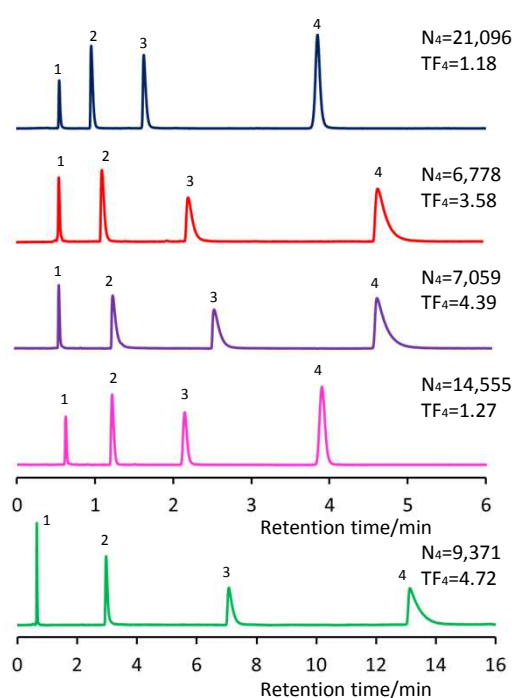 1 2 3 4
N₄=21,096
TF₄=1.18
1 2 3 4
N₄=6,778
TF₄=3.58
1 2 3 4
N₄=7,059
TF₄=4.39
1 2 3 4
N₄=14,555
TF₄=1.27
0 1 2 3 4 5 6
Retention time/min
1 2 3 4
N₄=9,371
TF₄=4.72
0 2 4 6 8 10 12 14 16
Retention time/min